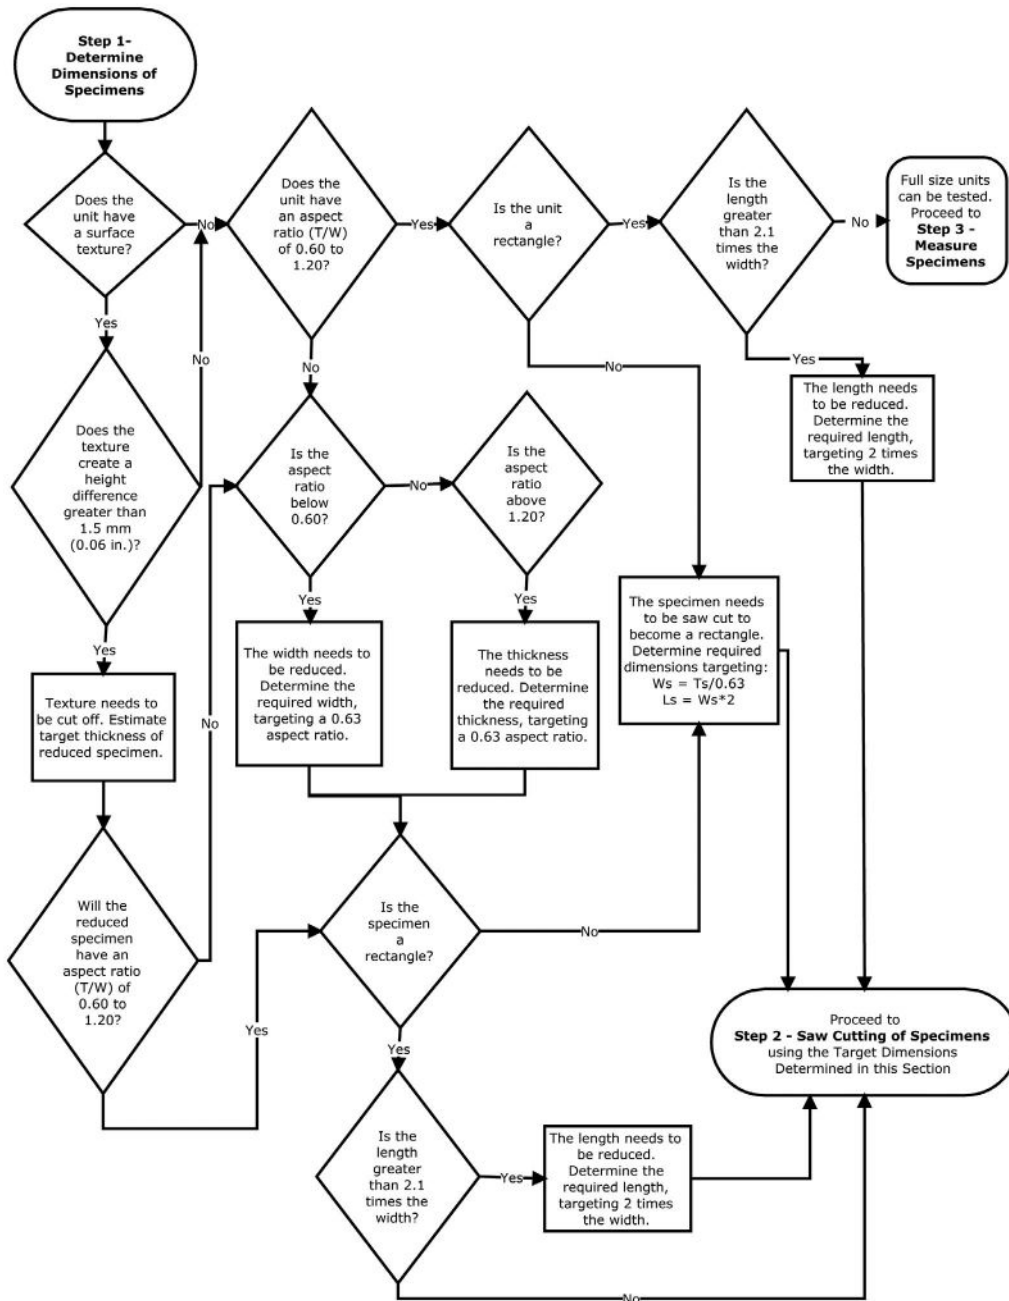 Step 1-
Determine
Dimensions of
Specimens
Does the
unit have
a surface
texture?
No
Does the
unit have
an aspect
ratio (T/W)
of 0.60 to
1.20?
Yes
Is the unit
a
rectangle?
Yes
Is the
length
greater
than 2.1
times the
width?
No
Full size units
can be tested.
Proceed to
Step 3 -
Measure
Specimens
Yes
No
No
No
Yes
Does the
texture
create a
height
difference
greater than
1.5 mm
(0.06 in.)?
Is the
aspect
ratio
below
0.60?
No
Is the
aspect
ratio
above
1.20?
The length needs
to be reduced.
Determine the
required length,
targeting 2 times
the width.
Yes
Yes
Yes
Texture needs to
be cut off. Estimate
target thickness of
reduced specimen.
No
The width needs to
be reduced.
Determine the
required width,
targeting a 0.63
aspect ratio.
The thickness
needs to be
reduced. Determine
the required
thickness, targeting
a 0.63 aspect ratio.
The specimen needs
to be saw cut to
become a rectangle.
Determine required
dimensions targeting:
Ws = Ts/0.63
Ls = Ws*2
Will the
reduced
specimen
have an
aspect ratio
(T/W) of
0.60 to
1.20?
Yes
Is the
specimen
a
rectangle?
No
Yes
Proceed to
Step 2 - Saw Cutting of Specimens
using the Target Dimensions
Determined in this Section
Is the
length
greater
than 2.1
times the
width?
Yes
The length needs to
be reduced.
Determine the
required length,
targeting 2 times
the width.
No